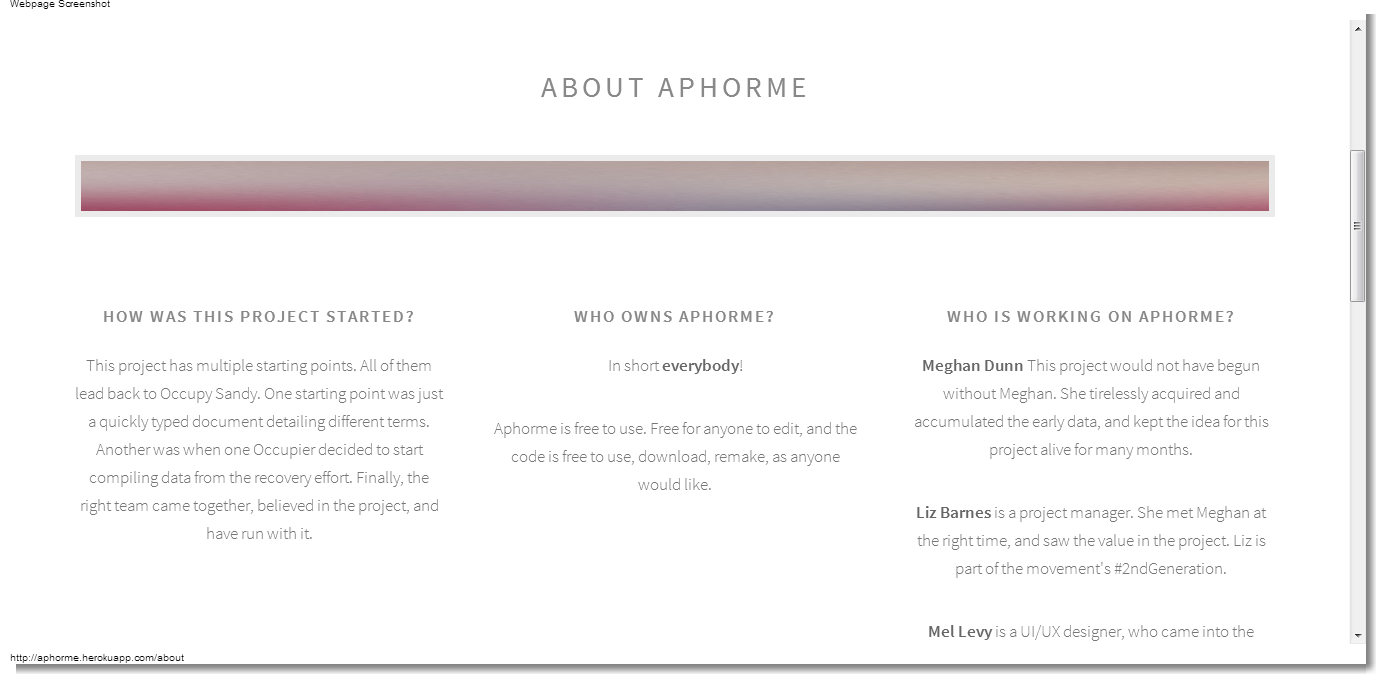 Webpage Screenshot
ABOUT APHORME
HOW WAS THIS PROJECT STARTED?
This project has multiple starting points. All of them
lead back to Occupy Sandy. One starting point was just
a quickly typed document detailing different terms.
Another was when one Occupier decided to start
compiling data from the recovery effort. Finally, the
right team came together, believed in the project, and
have run with it.
WHO OWNS APHORME?
In short everybody!
Aphorme is free to use. Free for anyone to edit, and the
code is free to use, download, remake, as anyone
would like.
WHO IS WORKING ON APHORME?
Meghan Dunn This project would not have begun
without Meghan. She tirelessly acquired and
accumulated the early data, and kept the idea for this
project alive for many months.
Liz Barnes is a project manager. She met Meghan at
the right time, and saw the value in the project. Liz is
part of the movement's #2ndGeneration.
Mel Levy is a UI/UX designer, who came into the
http://aphorme.herokuapp.com/about